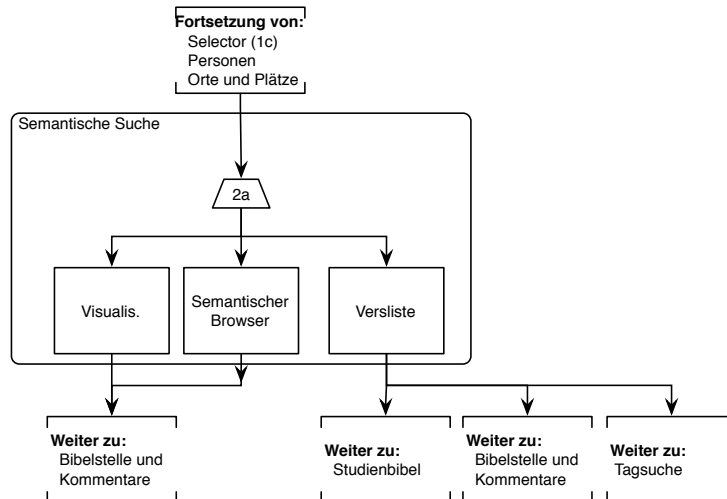 Fortsetzung von:
Selector (1c)
Personen
Orte und Plätze
Semantische Suche
2a
Visualis.
Semantischer
Browser
Versliste
Weiter zu:
Bibelstelle und
Kommentare
Weiter zu:
Studienbibel
Weiter zu:
Bibelstelle und
Kommentare
Weiter zu:
Tagsuche